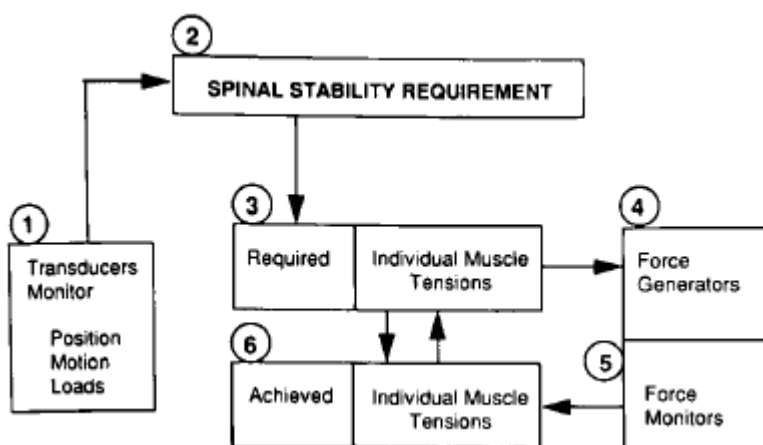 2
SPINAL STABILITY REQUIREMENT
1
Transducers
Monitor
Position
Motion
Loads
3
Required
Individual Muscle
Tensions
4
Force
Generators
6
Achieved
Individual Muscle
Tensions
5
Force
Monitors